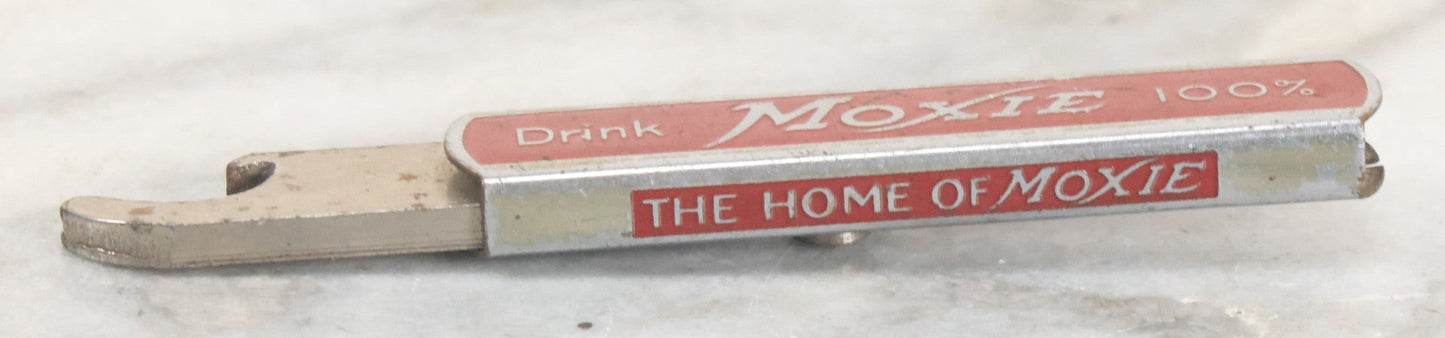 Drink MOXIE 100%
THE HOME OF MOXIE